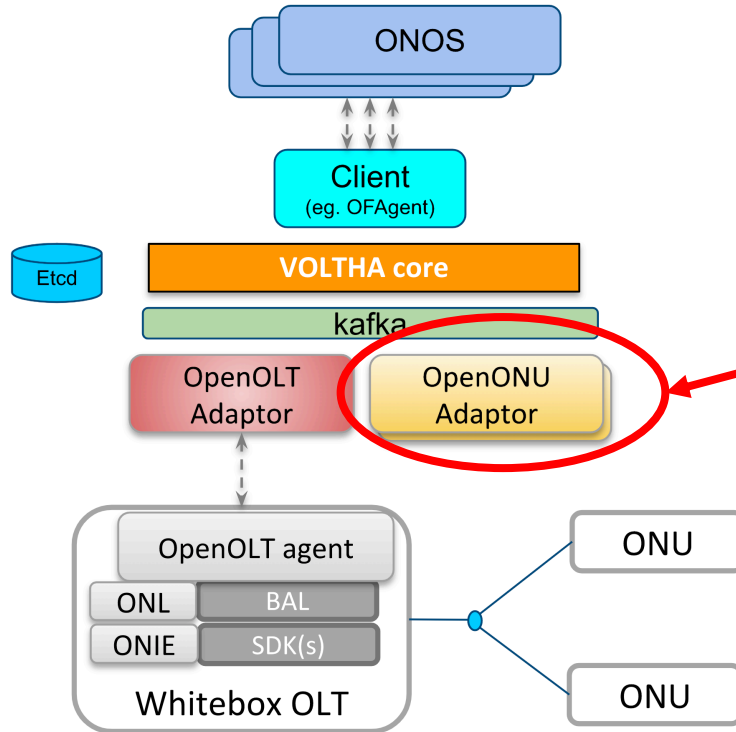 ONOS
Client
(eg. OFAgent)
Etcd
VOLTHA core
kafka
OpenOLT
Adaptor
OpenONU
Adaptor
OpenOLT agent
ONL
BAL
ONIE
SDK(s)
Whitebox OLT
ONU
ONU